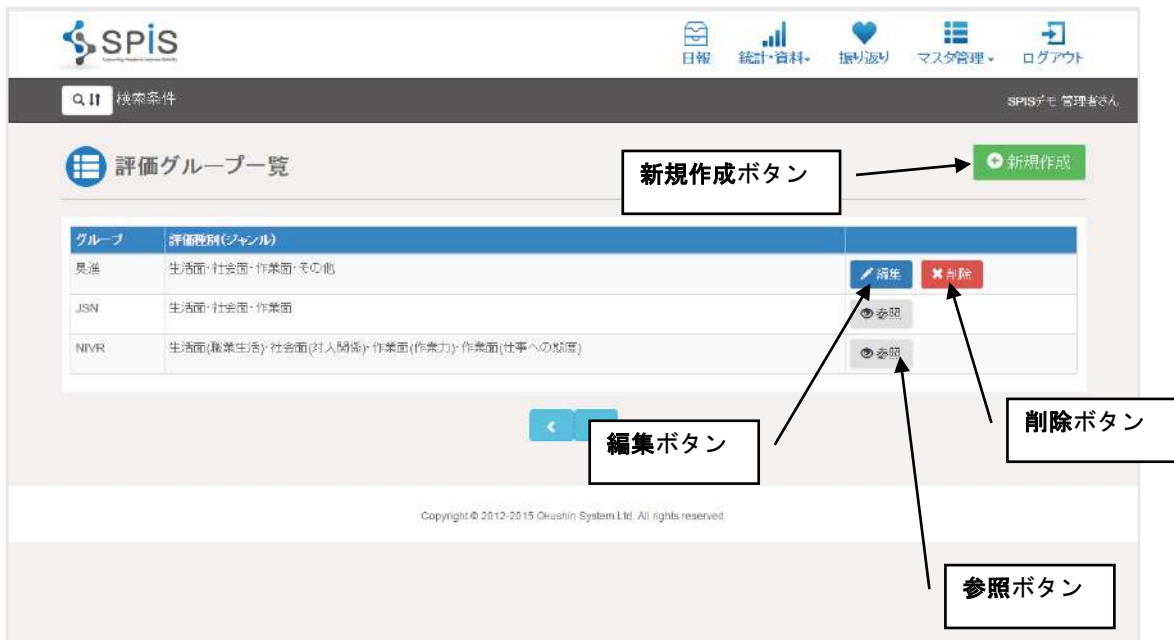 SPiS
日報 統計・資料 振り返り マスタ管理 ログアウト
検索条件 SPISデモ 管理者さん
評価グループ一覧
新規作成ボタン
新規作成
グループ 評価種別(ジャンル)
奥進 生活面・社会面・作業面・その他 編集 削除
JSN 生活面・社会面・作業面 参照
NIVR 生活面(職業生活)・社会面(対人関係)・作業面(作業力)・作業面(仕事への態度) 参照
編集ボタン
削除ボタン
Copyright © 2012-2015 Okushin System Ltd. All rights reserved.
参照ボタン